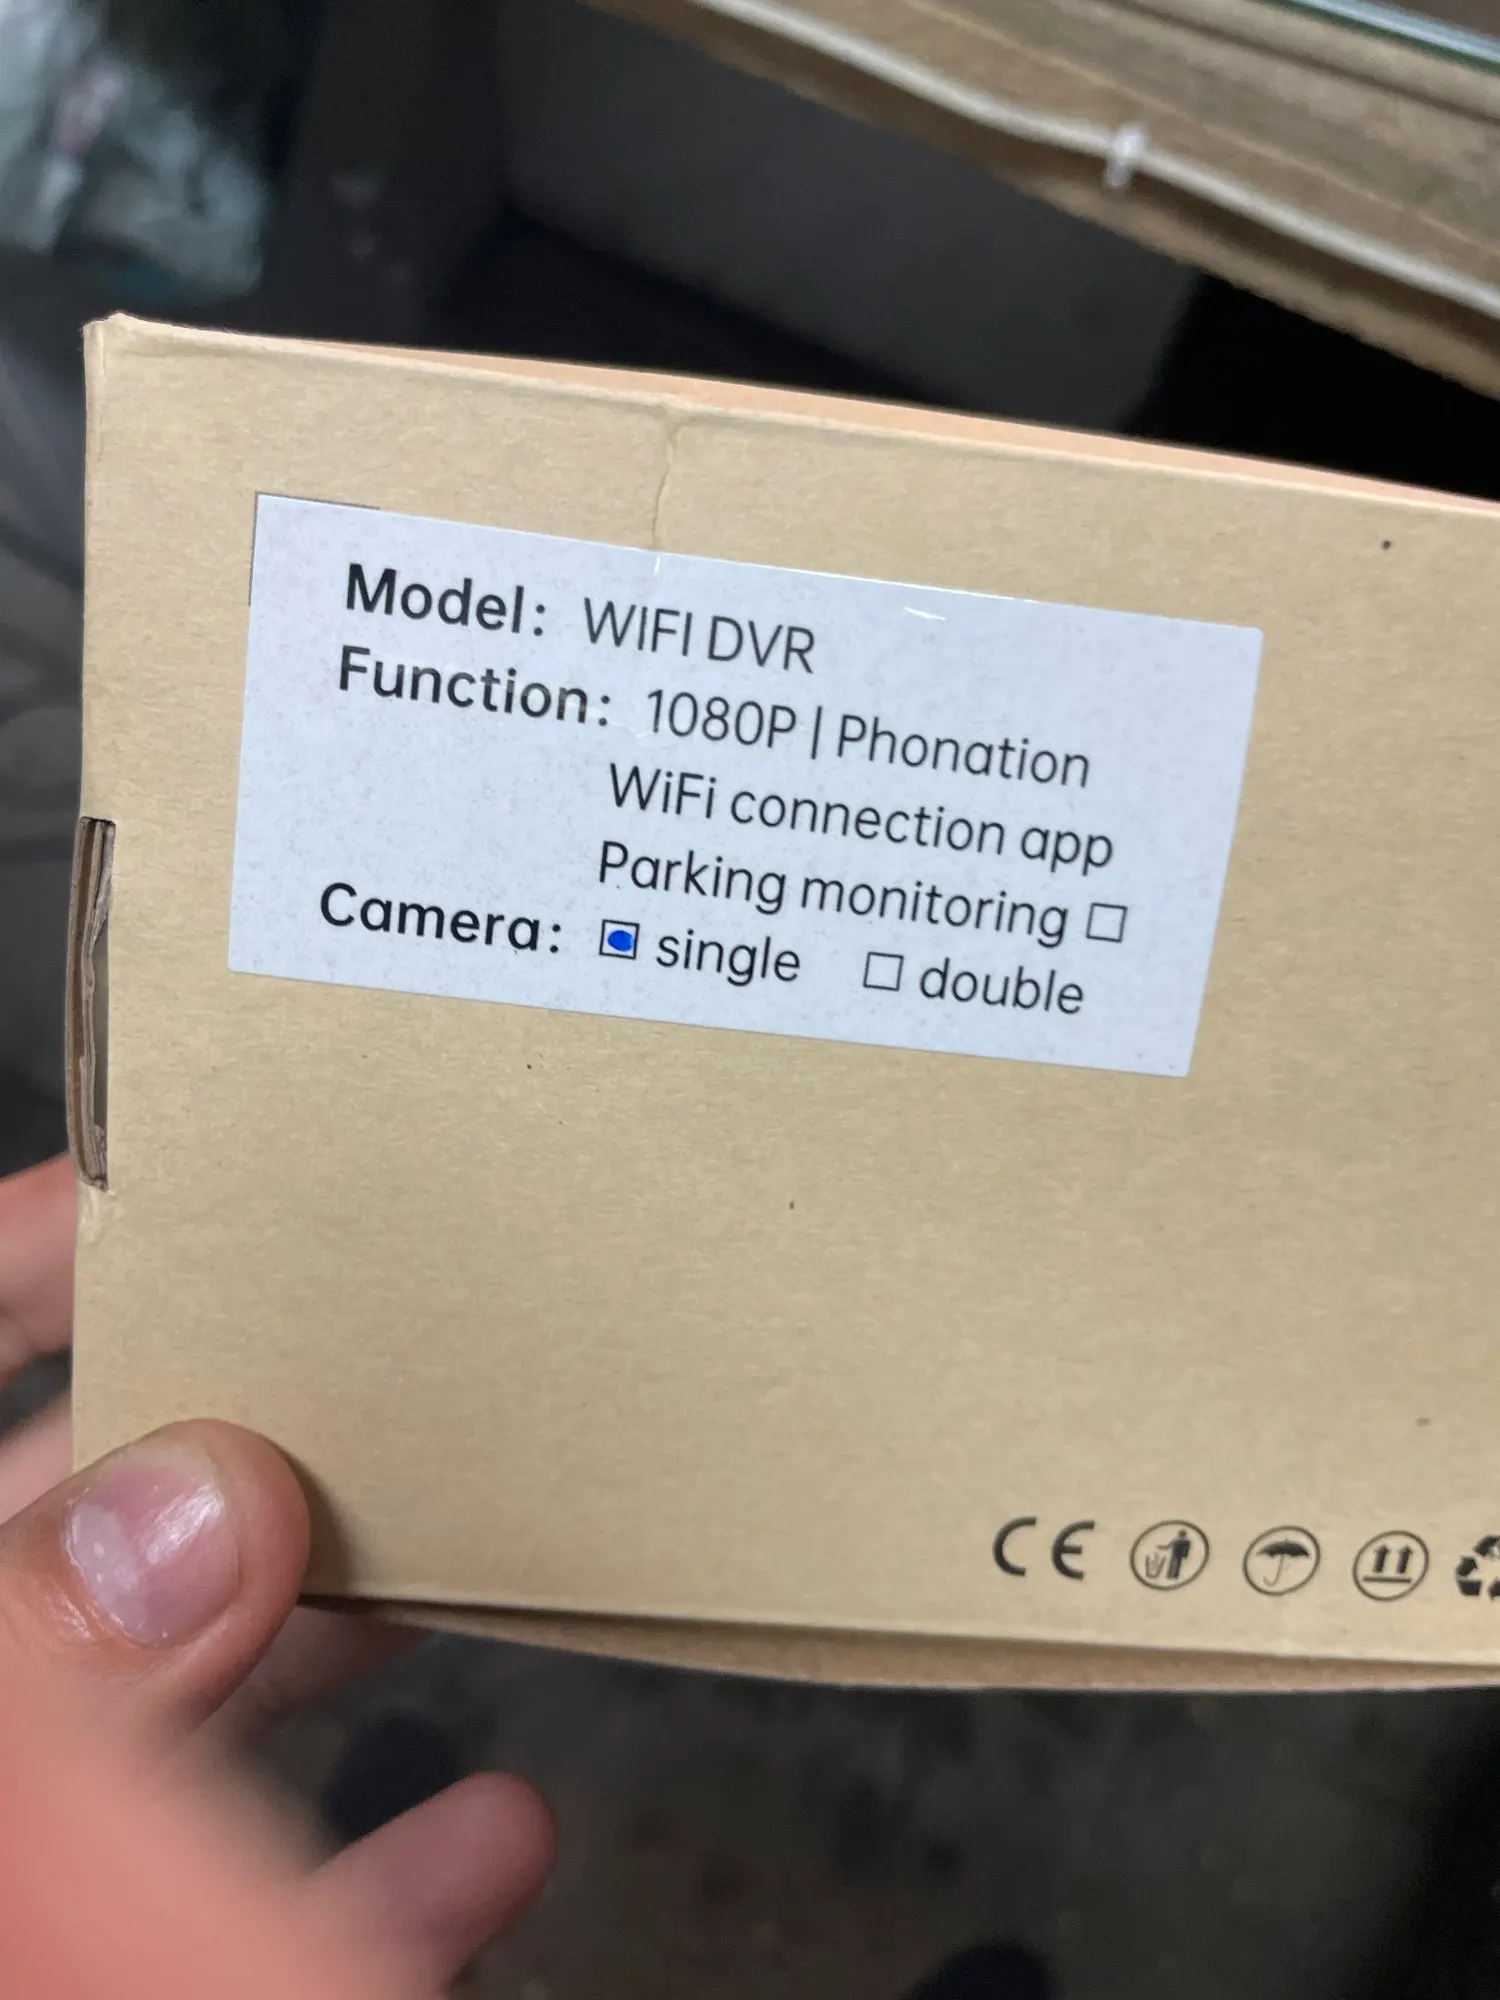 Model: WIFI DVR
Function: 1080P | Phonation
WiFi connection app
Parking monitoring ☐
Camera: ☑ single ☐ double
CE